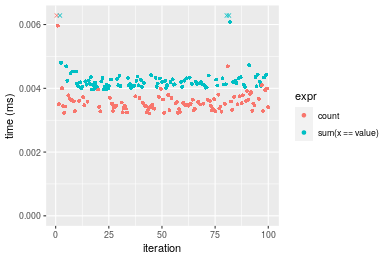 0.006
0.004
0.002
0.000
time (ms)
0
25
50
75
100
iteration
expr
count
sum(x == value)